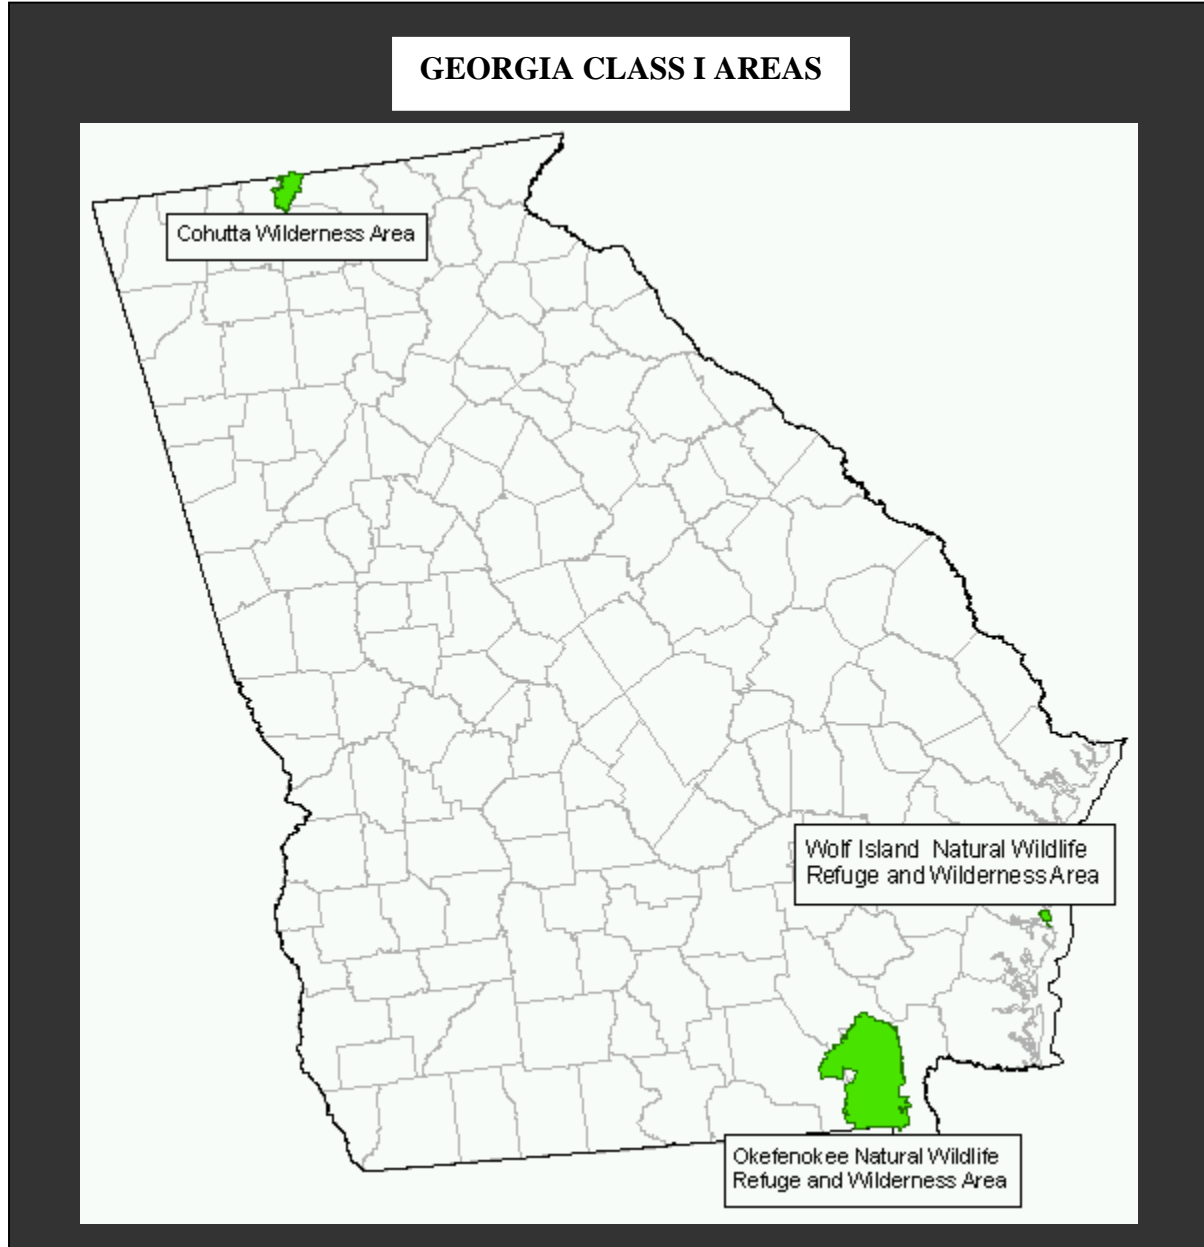 GEORGIA CLASS I AREAS
Cohutta Wilderness Area
Wolf Island Natural Wildlife
Refuge and Wilderness Area
Okefenokee Natural Wildlife
Refuge and Wilderness Area